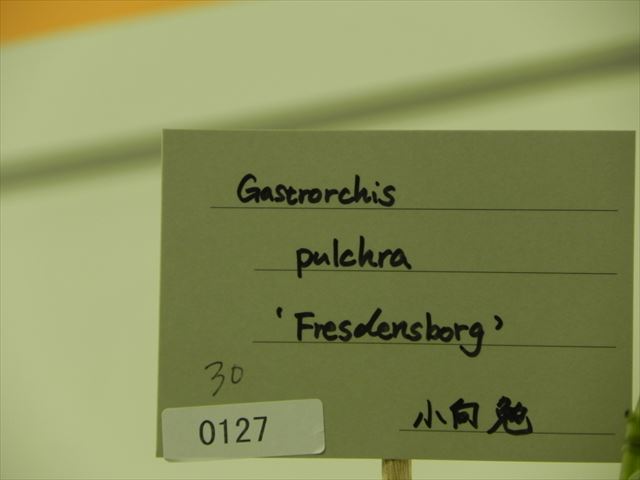 Gastrorchis
pulchra
'Fresdensborg'
30
0127
小向 勉